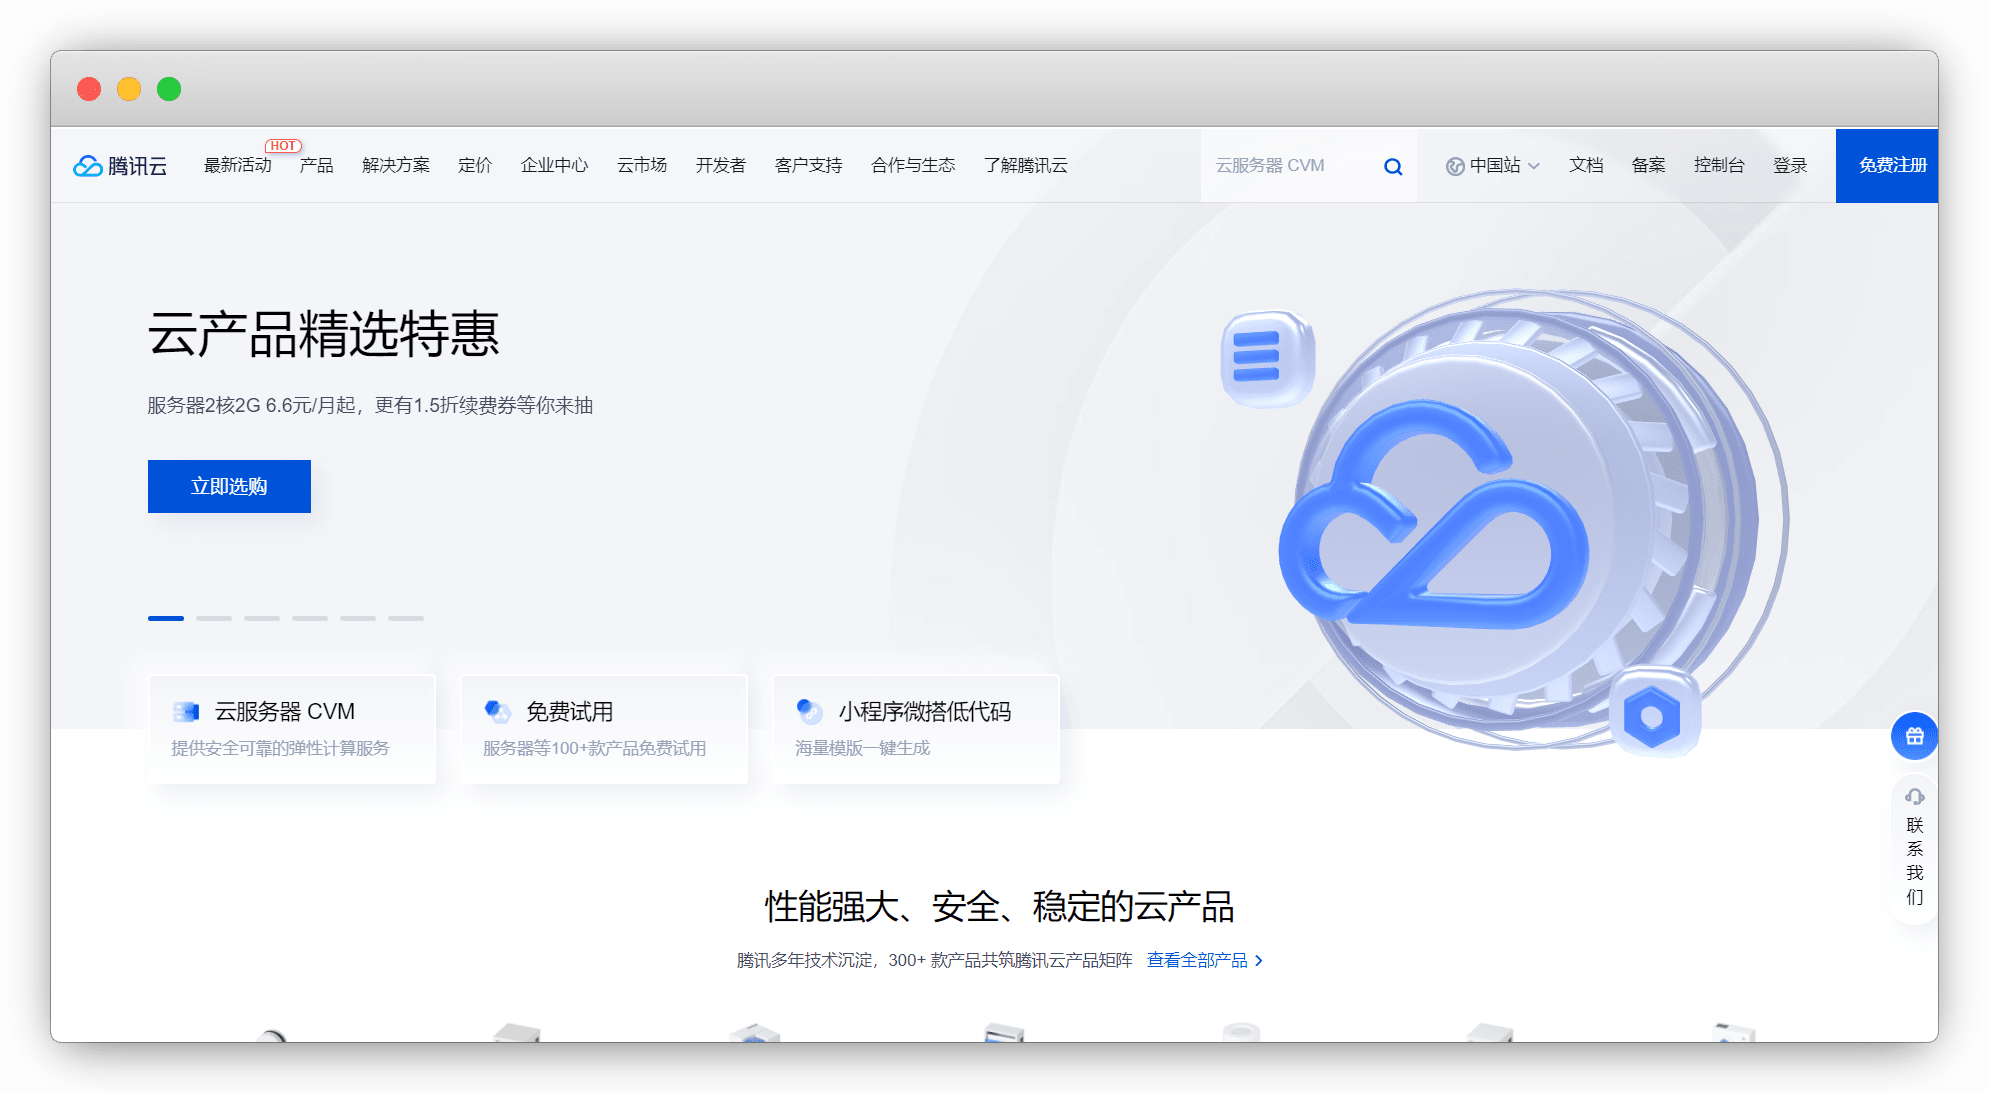 腾讯云 最新活动 HOT 产品 解决方案 定价 企业中心 云市场 开发者 客户支持 合作与生态 了解腾讯云 云服务器 CVM 中国站 文档 备案 控制台 登录 免费注册
云产品精选特惠
服务器2核2G 6.6元/月起，更有1.5折续费券等你来抽
立即选购
云服务器 CVM
提供安全可靠的弹性计算服务
免费试用
服务器等100+款产品免费试用
小程序微搭低代码
海量模版一键生成
联系我们
性能强大、安全、稳定的云产品
腾讯多年技术沉淀，300+ 款产品共筑腾讯云产品矩阵 查看全部产品